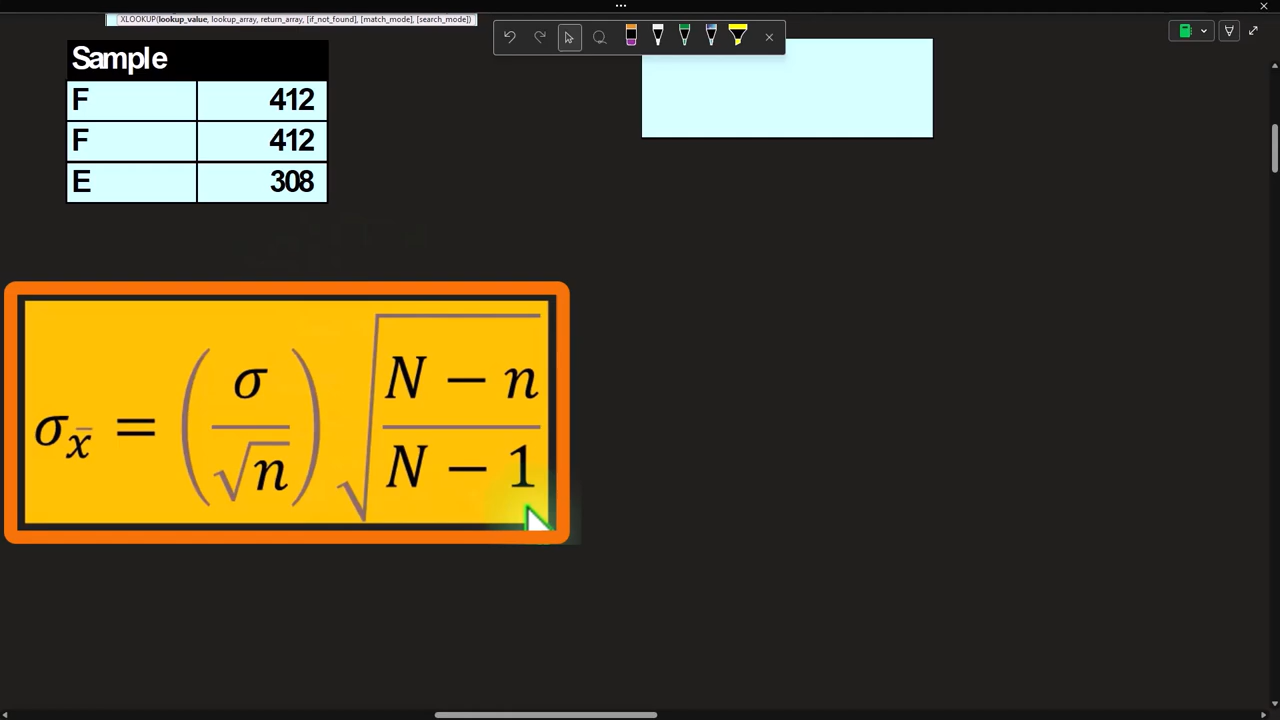 XLOOKUP(lookup_value, lookup_array, return_array, [if_not_found], [match_mode], [search_mode])
Sample
F 412
F 412
E 308
σx̄ = (σ/√n) √((N − n)/(N − 1))